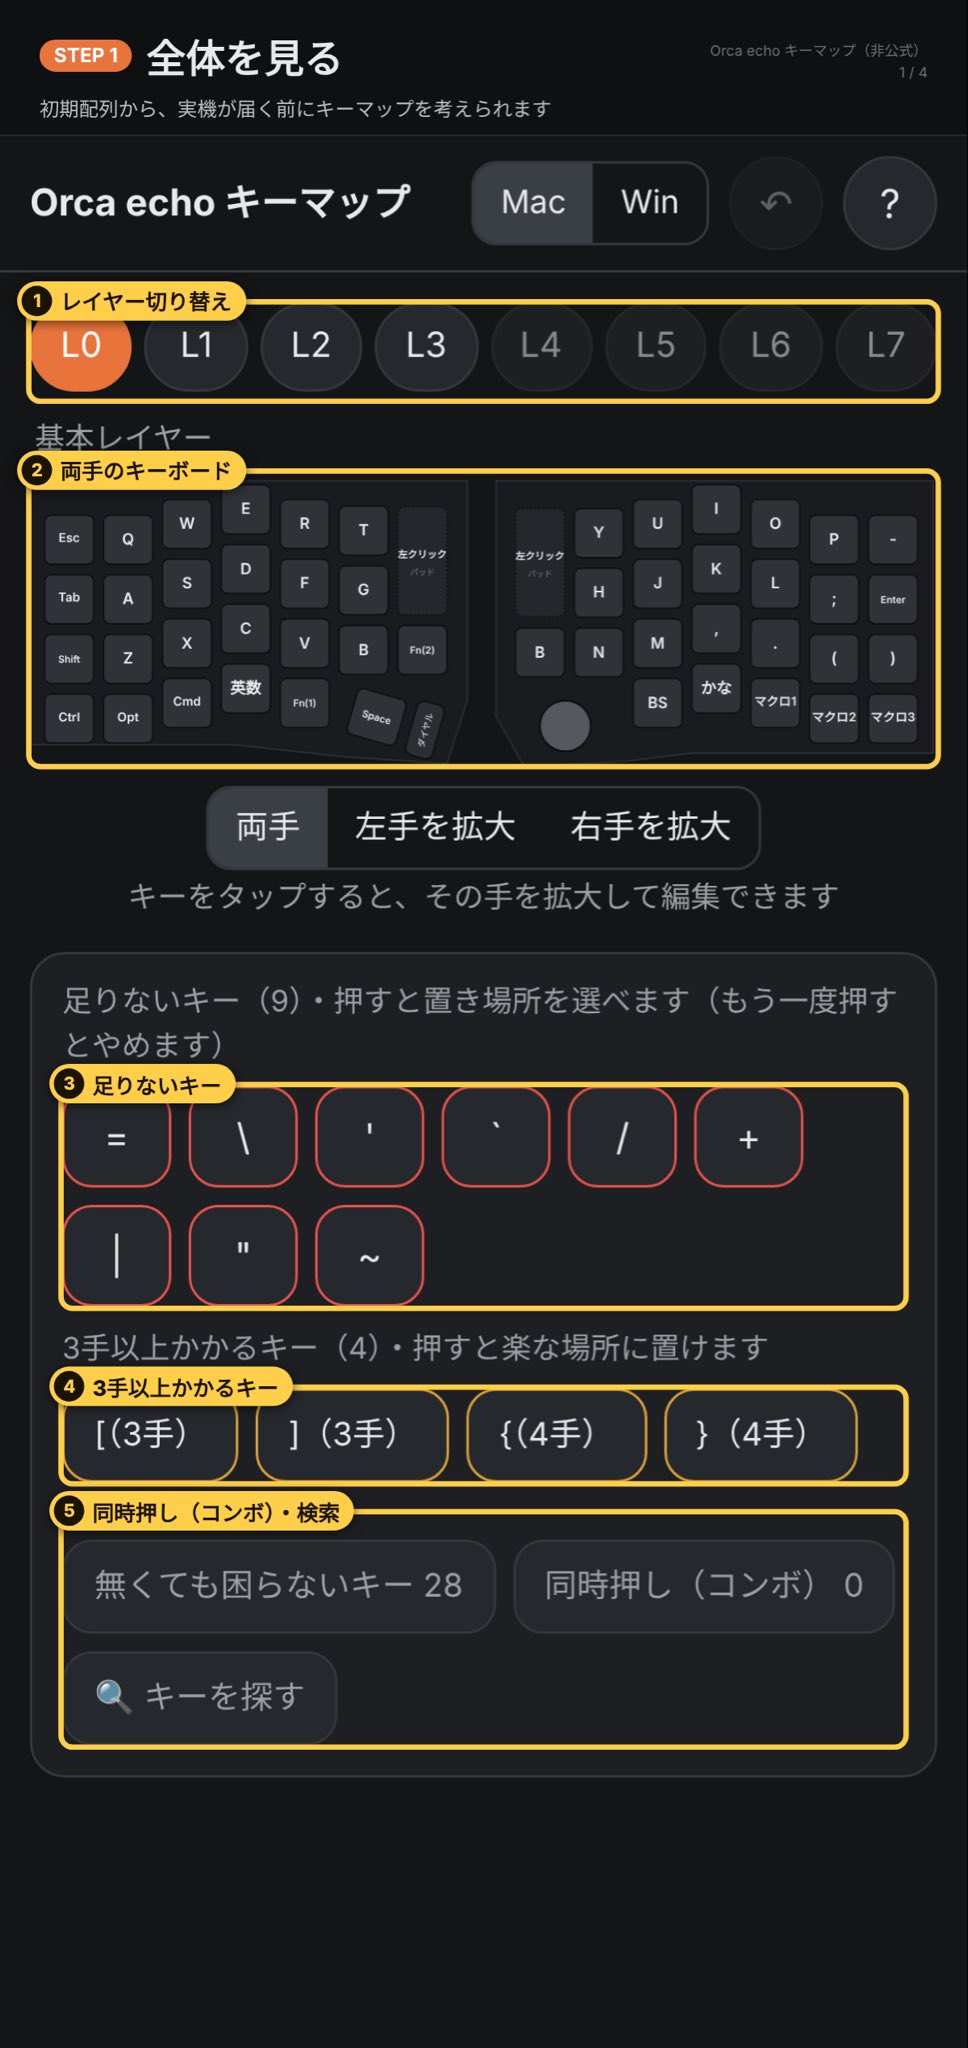 STEP 1 全体を見る
Orca echo キーマップ（非公式）
1 / 4
初期配列から、実機が届く前にキーマップを考えられます
Orca echo キーマップ Mac Win ↶ ?
1 レイヤー切り替え
L0 L1 L2 L3 L4 L5 L6 L7
基本レイヤー
2 両手のキーボード
Esc Q W E R T 左クリック パッド
Tab A S D F G
Shift Z X C V B Fn(2)
Ctrl Opt Cmd 英数 Fn(1) Space ダイヤル
左クリック パッド Y U I O P -
H J K L ; Enter
B N M , . ( )
BS かな マクロ1 マクロ2 マクロ3
両手 左手を拡大 右手を拡大
キーをタップすると、その手を拡大して編集できます
足りないキー（9）・押すと置き場所を選べます（もう一度押す
とやめます）
3 足りないキー
= \ ' ` / +
| " ~
3手以上かかるキー（4）・押すと楽な場所に置けます
4 3手以上かかるキー
[（3手） ]（3手） {（4手） }（4手）
5 同時押し（コンボ）・検索
無くても困らないキー 28 同時押し（コンボ） 0
🔍 キーを探す